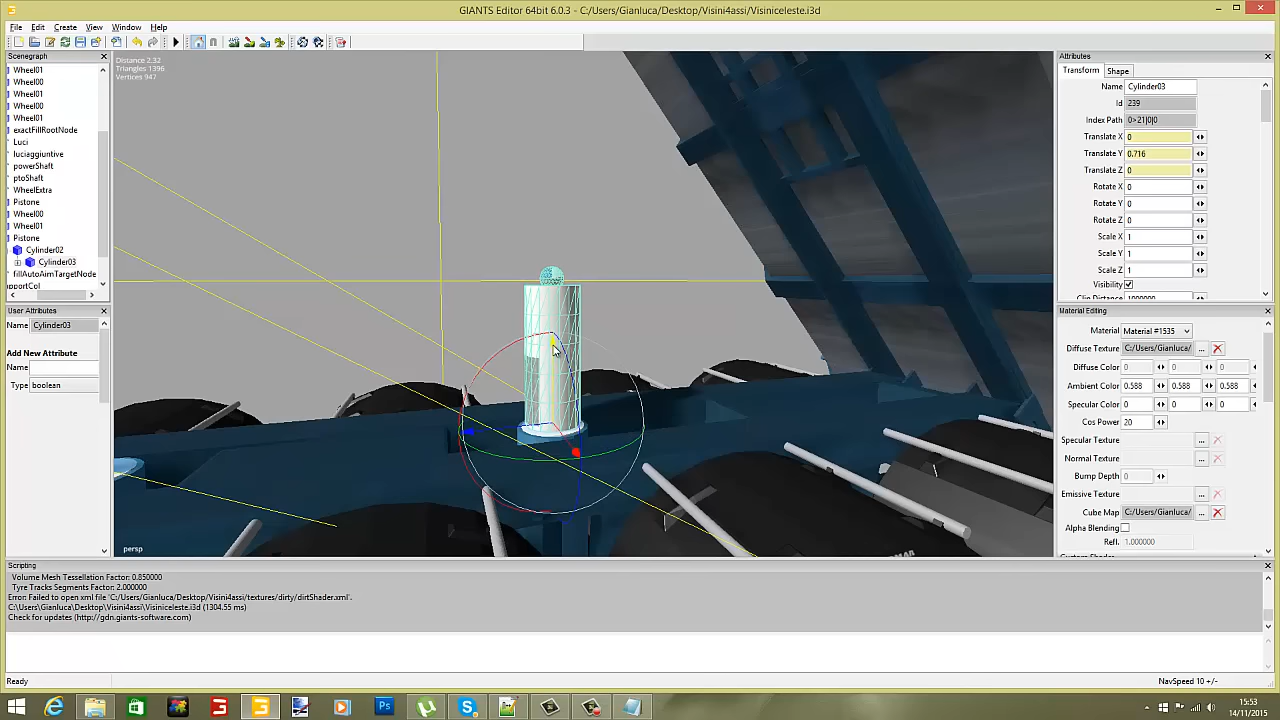 GIANTS Editor 64bit 6.0.3 - C:/Users/Gianluca/Desktop/Visini4assi/Visiniceleste.i3d
File Edit Create View Window Help
Scenegraph
Wheel01
Wheel00
Wheel01
Wheel00
Wheel01
exactFillRootNode
Luci
luciaggiuntive
powerShaft
ptoShaft
WheelExtra
Pistone
Wheel00
Wheel01
Pistone
Cylinder02
Cylinder03
fillAutoAimTargetNode
pportCol
User Attributes
Name Cylinder03
Add New Attribute
Name
Type boolean
Distance 2.32
Triangles 1396
Vertices 947
persp
Attributes
Transform Shape
Name Cylinder03
Id 239
Index Path 0>21|0|0
Translate X 0
Translate Y 0.716
Translate Z 0
Rotate X 0
Rotate Y 0
Rotate Z 0
Scale X 1
Scale Y 1
Scale Z 1
Visibility
Clip Distance 1000000
Material Editing
Material Material #1535
Diffuse Texture C:/Users/Gianluca/ ...
Diffuse Color 0 0 0
Ambient Color 0.588 0.588 0.588
Specular Color 0 0 0
Cos Power 20
Specular Texture ...
Normal Texture ...
Bump Depth 0
Emissive Texture ...
Cube Map C:/Users/Gianluca/ ...
Alpha Blending
Refl. 1.000000
Custom Shader
Scripting
Volume Mesh Tessellation Factor: 0.850000
Tyre Tracks Segments Factor: 2.000000
Error: Failed to open xml file 'C:/Users/Gianluca/Desktop/Visini4assi/textures/dirty/dirtShader.xml'.
C:\Users\Gianluca\Desktop\Visini4assi\Visiniceleste.i3d (1304.55 ms)
Check for updates (http://gdn.giants-software.com)
Ready
NavSpeed 10 +/-
15:53
14/11/2015